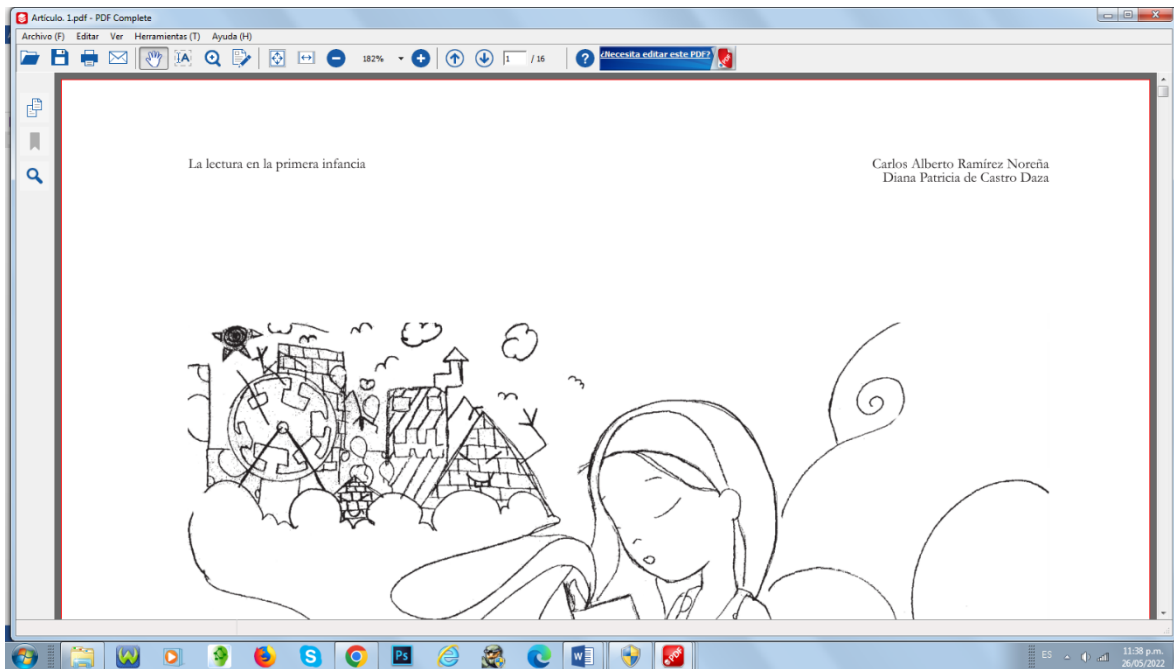 Artículo. 1.pdf - PDF Complete
Archivo (F) Editar Ver Herramientas (T) Ayuda (H)
182% 1 / 16 ¿Necesita editar este PDF?
La lectura en la primera infancia
Carlos Alberto Ramírez Noreña
Diana Patricia de Castro Daza
ES
11:38 p.m.
26/05/2022